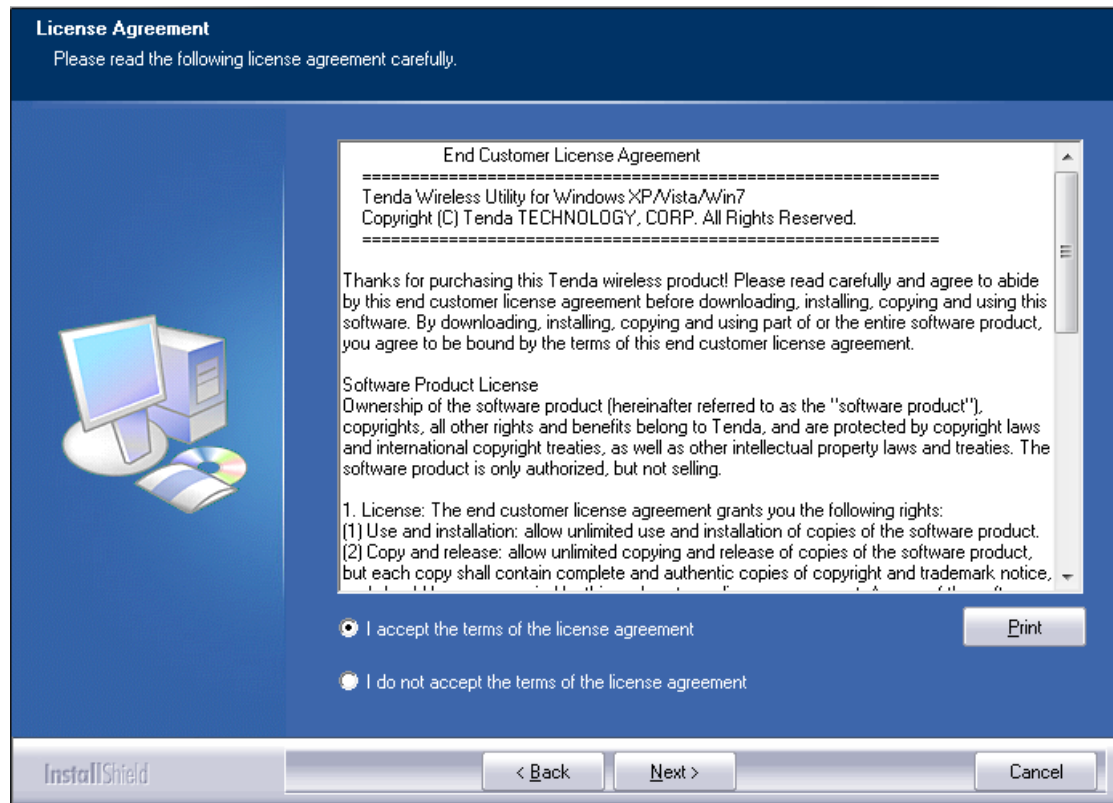 License Agreement
Please read the following license agreement carefully.
End Customer License Agreement
============================================================
Tenda Wireless Utility for Windows XP/Vista/Win7
Copyright (C) Tenda TECHNOLOGY, CORP. All Rights Reserved.
============================================================
Thanks for purchasing this Tenda wireless product! Please read carefully and agree to abide
by this end customer license agreement before downloading, installing, copying and using this
software. By downloading, installing, copying and using part of or the entire software product,
you agree to be bound by the terms of this end customer license agreement.
Software Product License
Ownership of the software product (hereinafter referred to as the "software product"),
copyrights, all other rights and benefits belong to Tenda, and are protected by copyright laws
and international copyright treaties, as well as other intellectual property laws and treaties. The
software product is only authorized, but not selling.
1. License: The end customer license agreement grants you the following rights:
(1) Use and installation: allow unlimited use and installation of copies of the software product.
(2) Copy and release: allow unlimited copying and release of copies of the software product,
but each copy shall contain complete and authentic copies of copyright and trademark notice,
I accept the terms of the license agreement
Print
I do not accept the terms of the license agreement
InstallShield
< Back
Next >
Cancel